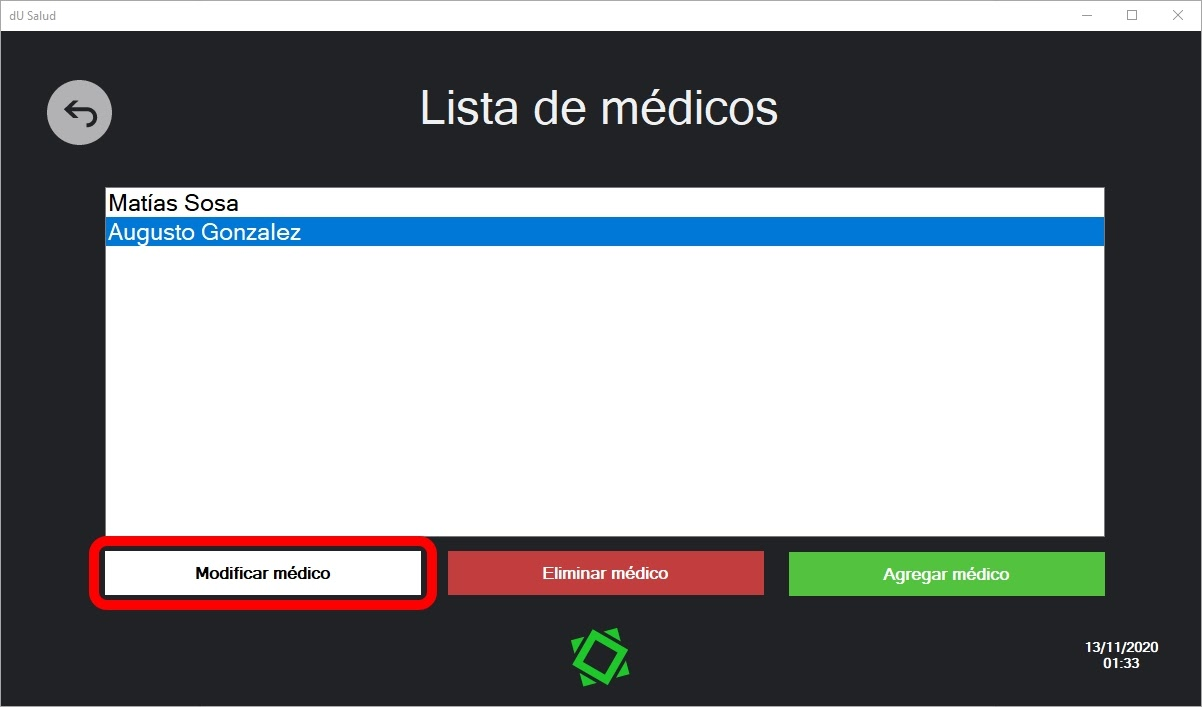 dU Salud
Lista de médicos
Matías Sosa
Augusto Gonzalez
Modificar médico
Eliminar médico
Agregar médico
13/11/2020
01:33